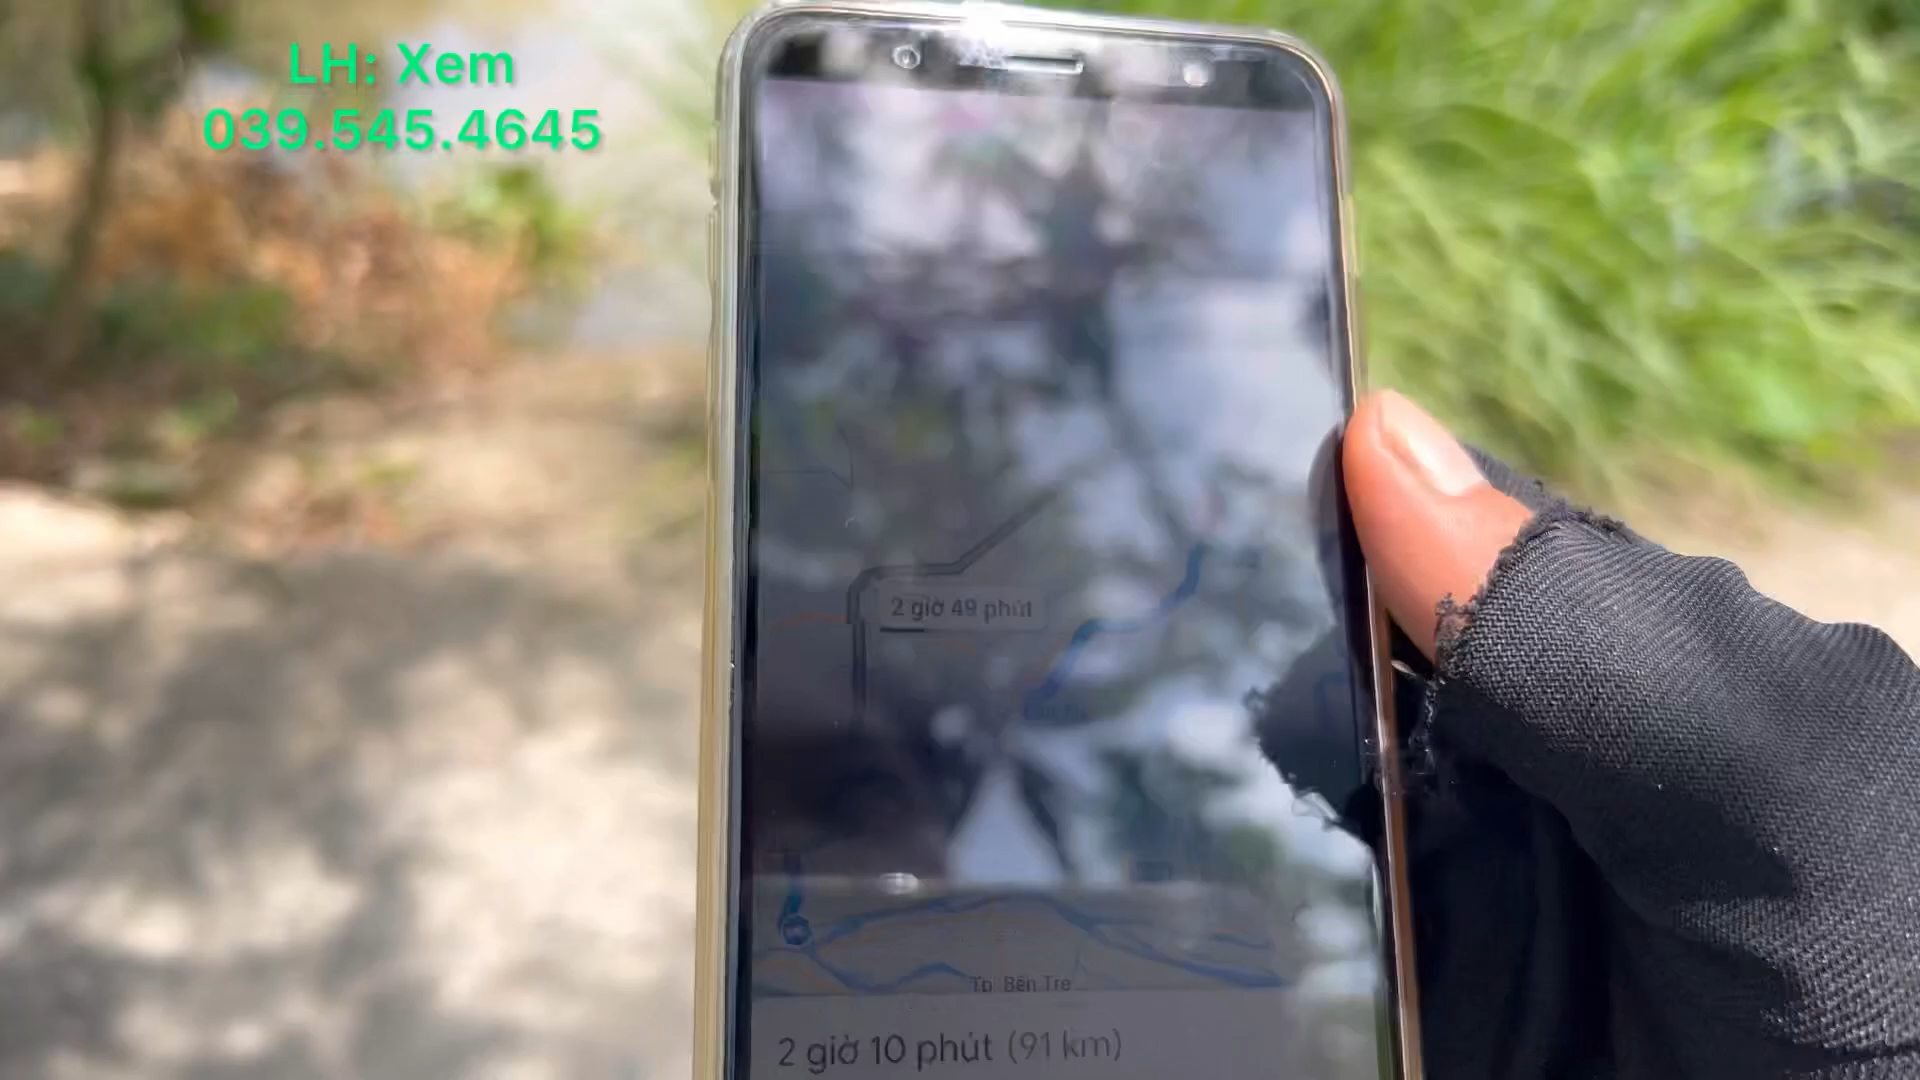 LH: Xem
039.545.4645
2 giờ 49 phút
Tp. Bến Tre
2 giờ 10 phút (91 km)